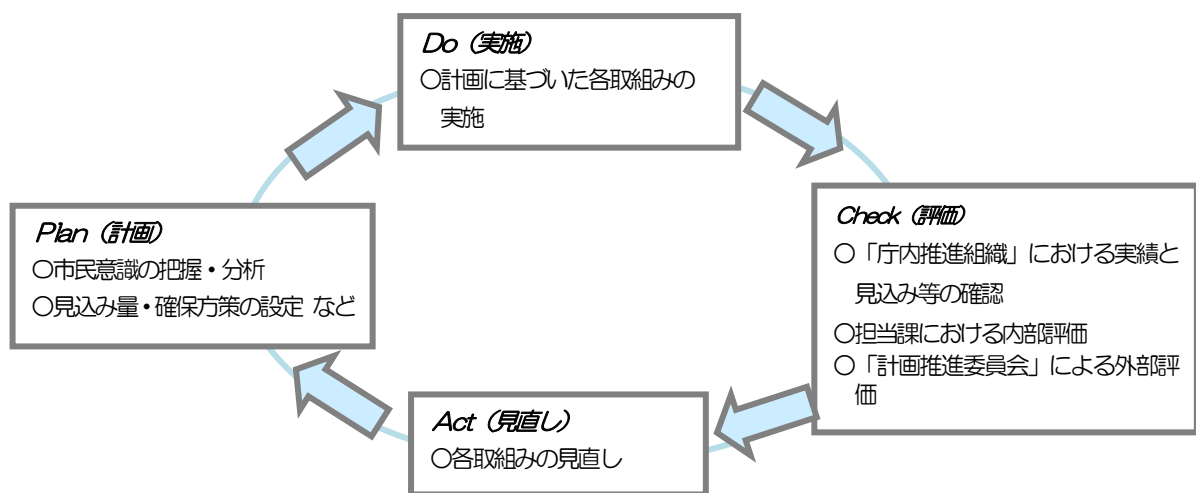 Do（実施）
○計画に基づいた各取組みの
実施
Plan（計画）
○市民意識の把握・分析
○見込み量・確保方策の設定 など
Check（評価）
○「庁内推進組織」における実績と
見込み等の確認
○担当課における内部評価
○「計画推進委員会」による外部評
価
Act（見直し）
○各取組みの見直し